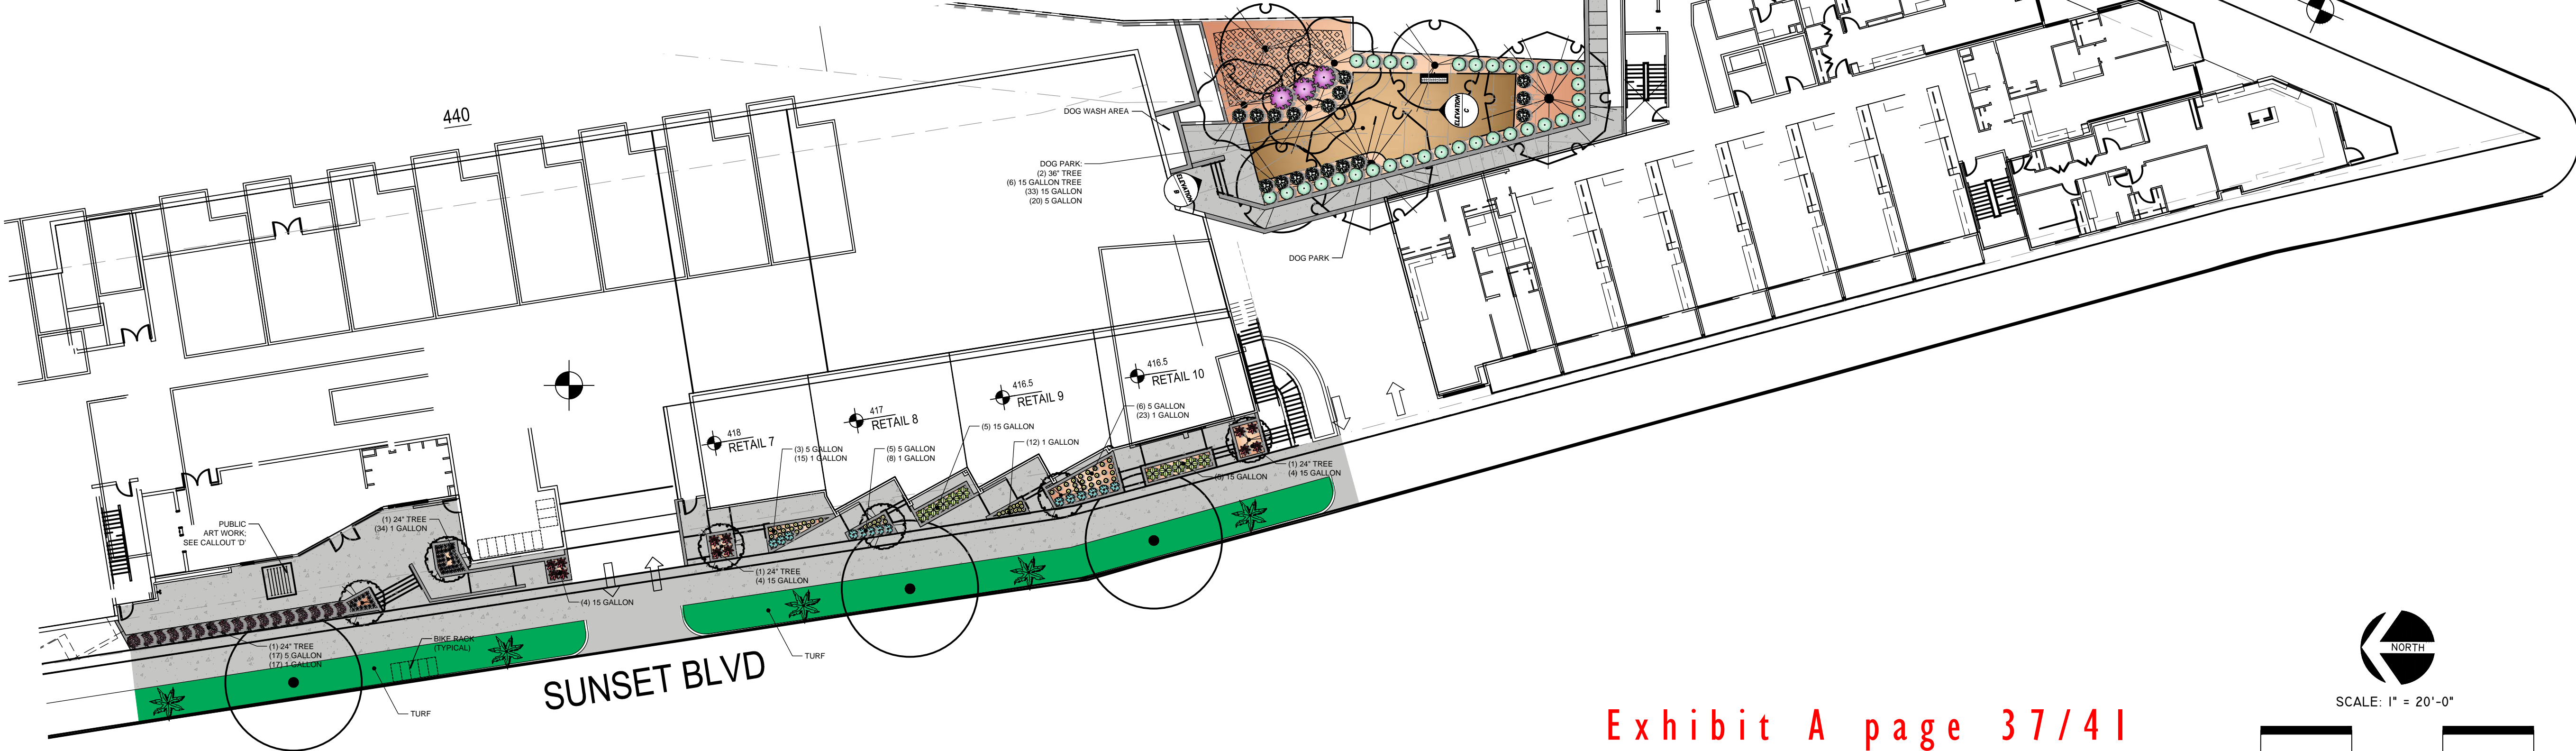 440
DOG WASH AREA
DOG PARK:
(2) 36" TREE
(6) 15 GALLON TREE
(33) 15 GALLON
(20) 5 GALLON
ELEVATION
B
ELEVATION
C
DOG PARK
416.5
RETAIL 10
416.5
RETAIL 9
417
RETAIL 8
418
RETAIL 7
(6) 5 GALLON
(23) 1 GALLON
(5) 15 GALLON
(12) 1 GALLON
(3) 5 GALLON
(15) 1 GALLON
(5) 5 GALLON
(8) 1 GALLON
(1) 24" TREE
(4) 15 GALLON
15 GALLON
PUBLIC
ART WORK;
SEE CALLOUT 'D'
(1) 24" TREE
(34) 1 GALLON
(1) 24" TREE
(4) 15 GALLON
(4) 15 GALLON
BIKE RACK
(TYPICAL)
(1) 24" TREE
(17) 5 GALLON
(17) 1 GALLON
TURF
TURF
SUNSET BLVD
NORTH
SCALE: 1" = 20'-0"
Exhibit A page 37/41